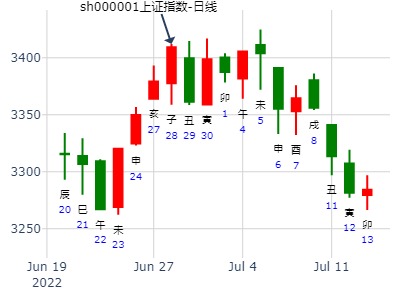 sh000001上证指数-日线
3400
3350
3300
3250
辰
20
巳
21
午
22
未
23
申
24
亥
27
子
28
丑
29
寅
30
卯
1
午
4
未
5
申
6
酉
7
戌
8
丑
11
寅
12
卯
13
Jun 19
2022
Jun 27
Jul 4
Jul 11